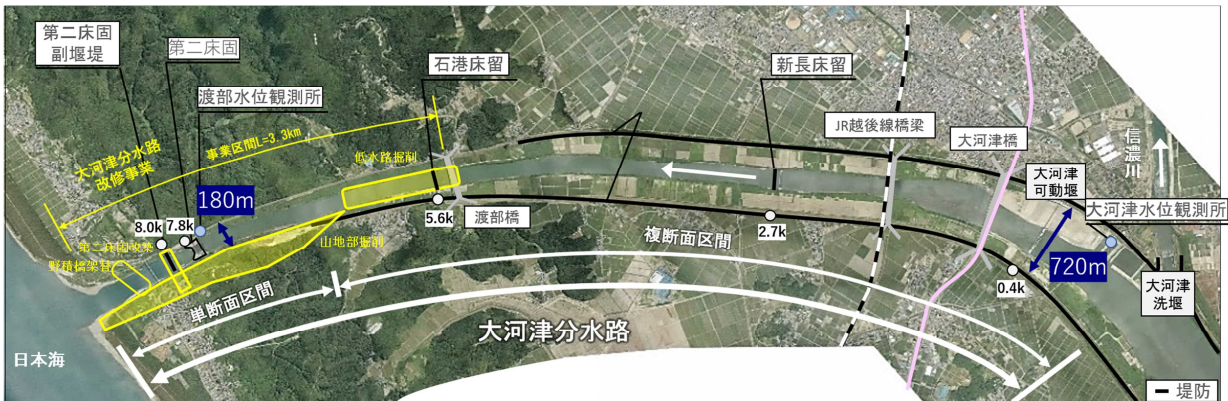 第二床固
副堰堤
第二床固
渡部水位観測所
石港床留
新長床留
JR越後線橋梁
大河津橋
信濃川
大河津
可動堰
大河津水位観測所
事業区間L=3.3km
大河津分水路
改修事業
低水路掘削
180m
8.0k
7.8k
5.6k
渡部橋
2.7k
720m
0.4k
第二床固改築
野積橋架替
山地部掘削
複断面区間
単断面区間
大河津分水路
大河津
洗堰
日本海
堤防